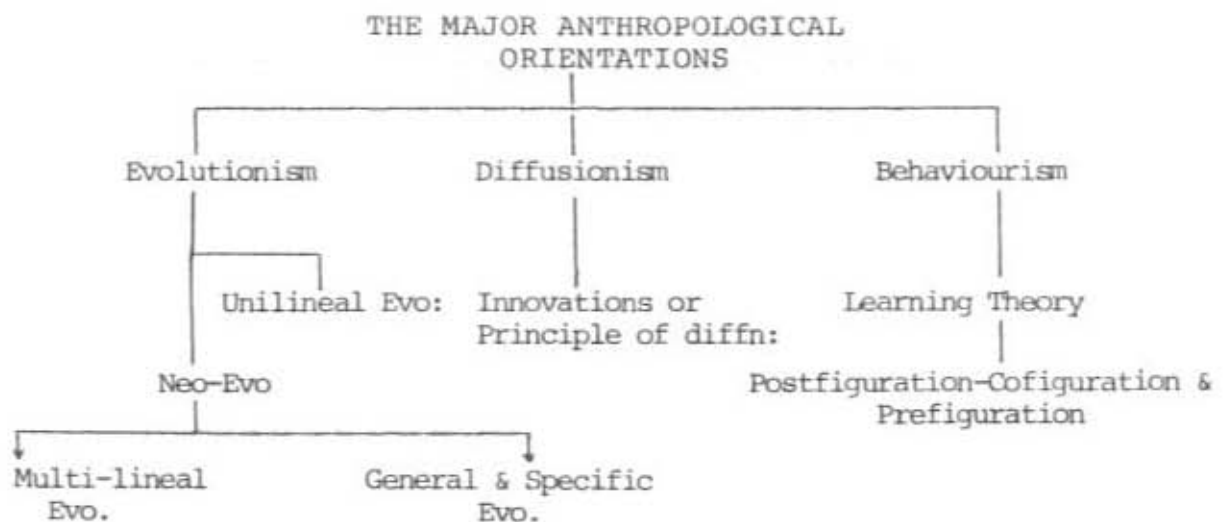 THE MAJOR ANTHROPOLOGICAL
ORIENTATIONS
Evolutionism Diffusionism Behaviourism
Unilineal Evo: Innovations or Learning Theory
Principle of diffn:
Neo-Evo Postfiguration-Cofiguration &
Prefiguration
Multi-lineal General & Specific
Evo. Evo.